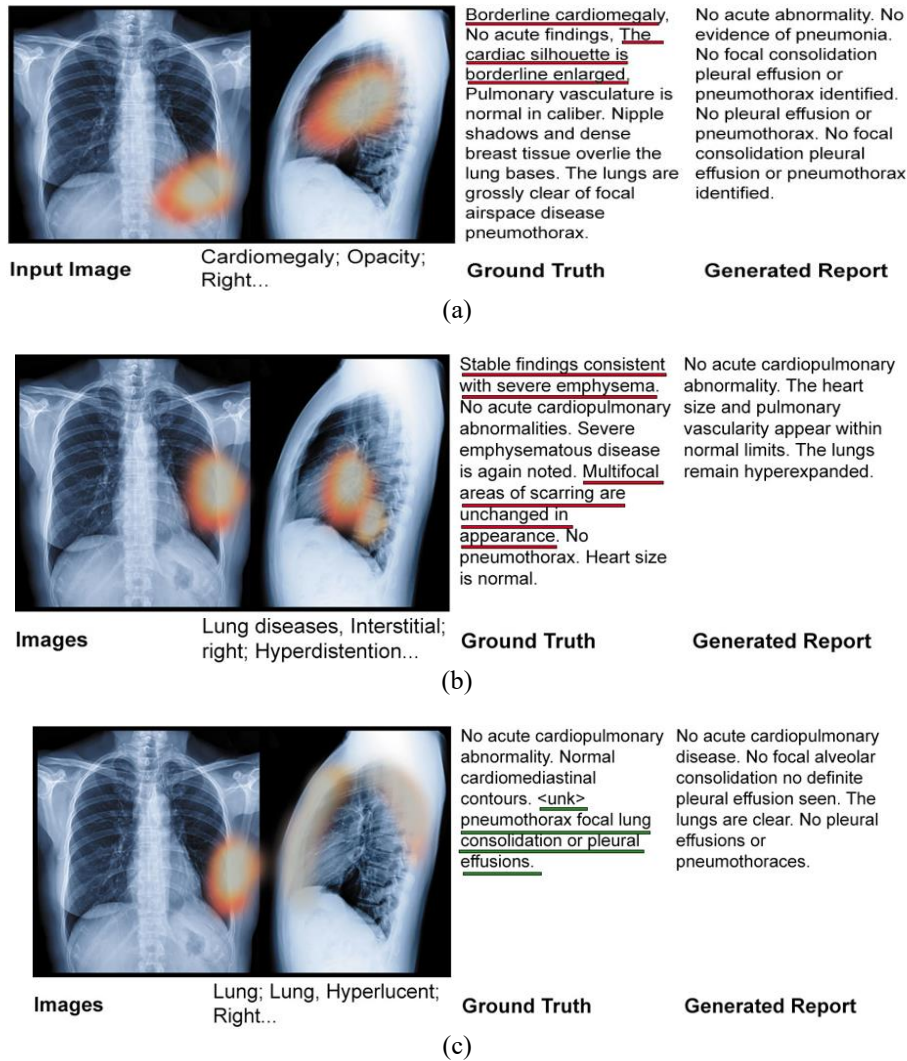 Borderline cardiomegaly,
No acute findings, The
cardiac silhouette is
borderline enlarged,
Pulmonary vasculature is
normal in caliber. Nipple
shadows and dense
breast tissue overlie the
lung bases. The lungs are
grossly clear of focal
airspace disease
pneumothorax.
No acute abnormality. No
evidence of pneumonia.
No focal consolidation
pleural effusion or
pneumothorax identified.
No pleural effusion or
pneumothorax. No focal
consolidation pleural
effusion or pneumothorax
identified.
Input Image
Cardiomegaly; Opacity;
Right...
Ground Truth
Generated Report
(a)
Stable findings consistent
with severe emphysema.
No acute cardiopulmonary
abnormalities. Severe
emphysematous disease
is again noted. Multifocal
areas of scarring are
unchanged in
appearance. No
pneumothorax. Heart size
is normal.
No acute cardiopulmonary
abnormality. The heart
size and pulmonary
vascularity appear within
normal limits. The lungs
remain hyperexpanded.
Images
Lung diseases, Interstitial;
right; Hyperdistention...
Ground Truth
Generated Report
(b)
No acute cardiopulmonary
abnormality. Normal
cardiomediastinal
contours. <unk>
pneumothorax focal lung
consolidation or pleural
effusions.
No acute cardiopulmonary
disease. No focal alveolar
consolidation no definite
pleural effusion seen. The
lungs are clear. No pleural
effusions or
pneumothoraces.
Images
Lung; Lung, Hyperlucent;
Right...
Ground Truth
Generated Report
(c)